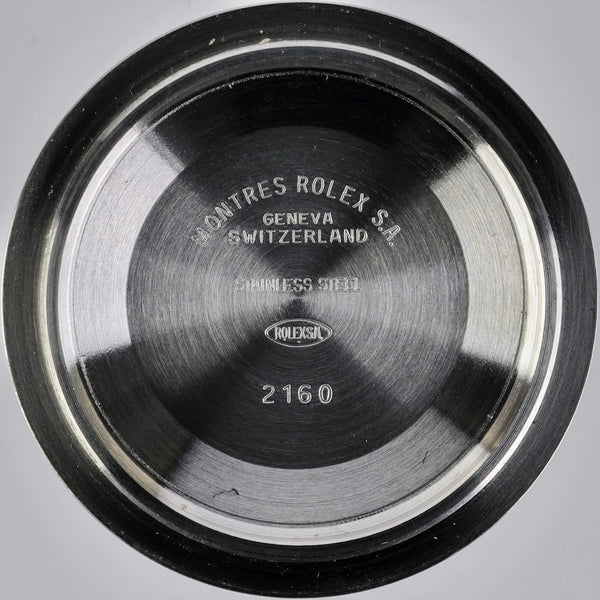 MONTRES ROLEX S.A.
GENEVA
SWITZERLAND
STAINLESS STEEL
ROLEXSA
2160